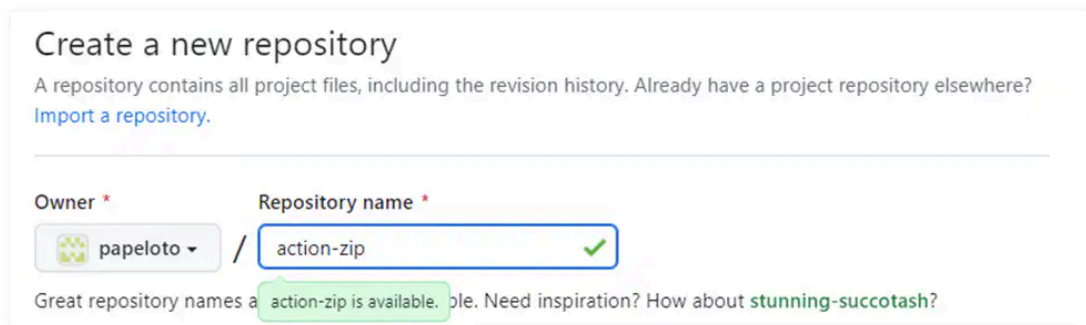 Create a new repository
A repository contains all project files, including the revision history. Already have a project repository elsewhere?
Import a repository.
Owner * Repository name *
papeloto / action-zip
Great repository names a action-zip is available. ble. Need inspiration? How about stunning-succotash?